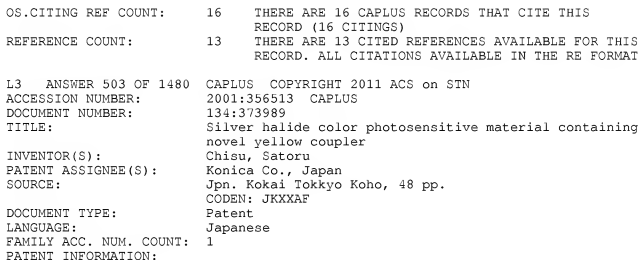 OS.CITING REF COUNT: 16 THERE ARE 16 CAPLUS RECORDS THAT CITE THIS
RECORD (16 CITINGS)
REFERENCE COUNT: 13 THERE ARE 13 CITED REFERENCES AVAILABLE FOR THIS
RECORD. ALL CITATIONS AVAILABLE IN THE RE FORMAT
L3 ANSWER 503 OF 1480 CAPLUS COPYRIGHT 2011 ACS on STN
ACCESSION NUMBER: 2001:356513 CAPLUS
DOCUMENT NUMBER: 134:373989
TITLE: Silver halide color photosensitive material containing
novel yellow coupler
INVENTOR(S): Chisu, Satoru
PATENT ASSIGNEE(S): Konica Co., Japan
SOURCE: Jpn. Kokai Tokkyo Koho, 48 pp.
CODEN: JKXXAF
DOCUMENT TYPE: Patent
LANGUAGE: Japanese
FAMILY ACC. NUM. COUNT: 1
PATENT INFORMATION: